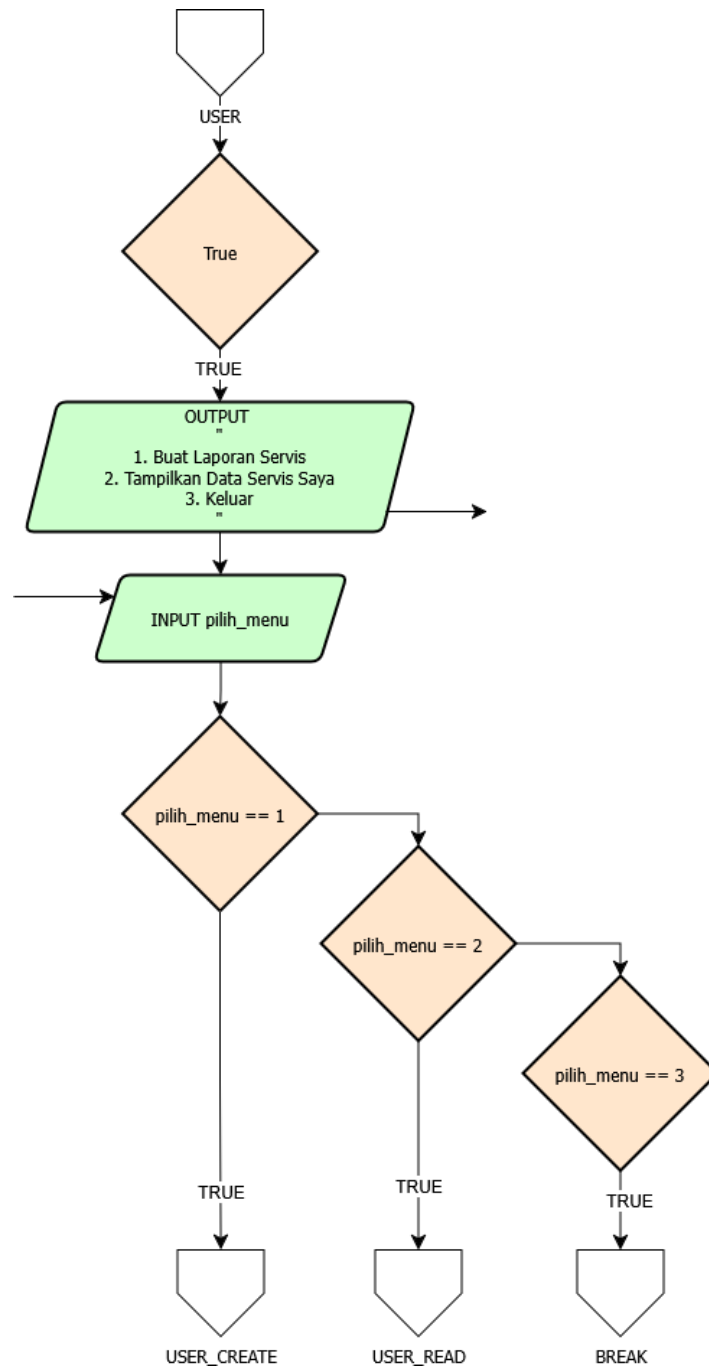 USER
True
TRUE
OUTPUT
"
1. Buat Laporan Servis
2. Tampilkan Data Servis Saya
3. Keluar
"
INPUT pilih_menu
pilih_menu == 1
pilih_menu == 2
pilih_menu == 3
TRUE
TRUE
TRUE
USER_CREATE
USER_READ
BREAK